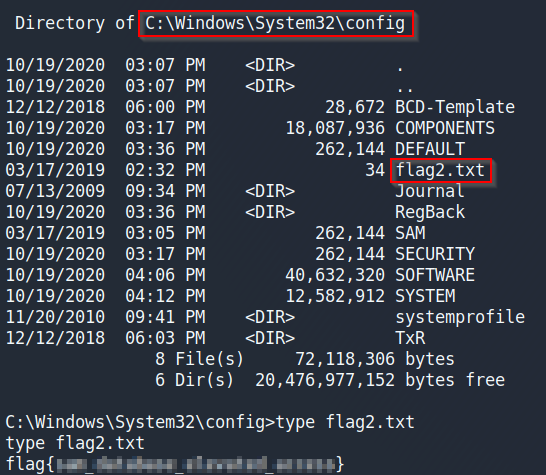 Directory of C:\Windows\System32\config
10/19/2020  03:07 PM    <DIR>          .
10/19/2020  03:07 PM    <DIR>          ..
12/12/2018  06:00 PM            28,672 BCD-Template
10/19/2020  03:17 PM        18,087,936 COMPONENTS
10/19/2020  03:36 PM           262,144 DEFAULT
03/17/2019  02:32 PM                34 flag2.txt
07/13/2009  09:34 PM    <DIR>          Journal
10/19/2020  03:36 PM    <DIR>          RegBack
03/17/2019  03:05 PM           262,144 SAM
10/19/2020  03:17 PM           262,144 SECURITY
10/19/2020  04:06 PM        40,632,320 SOFTWARE
10/19/2020  04:12 PM        12,582,912 SYSTEM
11/20/2010  09:41 PM    <DIR>          systemprofile
12/12/2018  06:03 PM    <DIR>          TxR
8 File(s)     72,118,306 bytes
6 Dir(s)  20,476,977,152 bytes free
C:\Windows\System32\config>type flag2.txt
type flag2.txt
flag{}